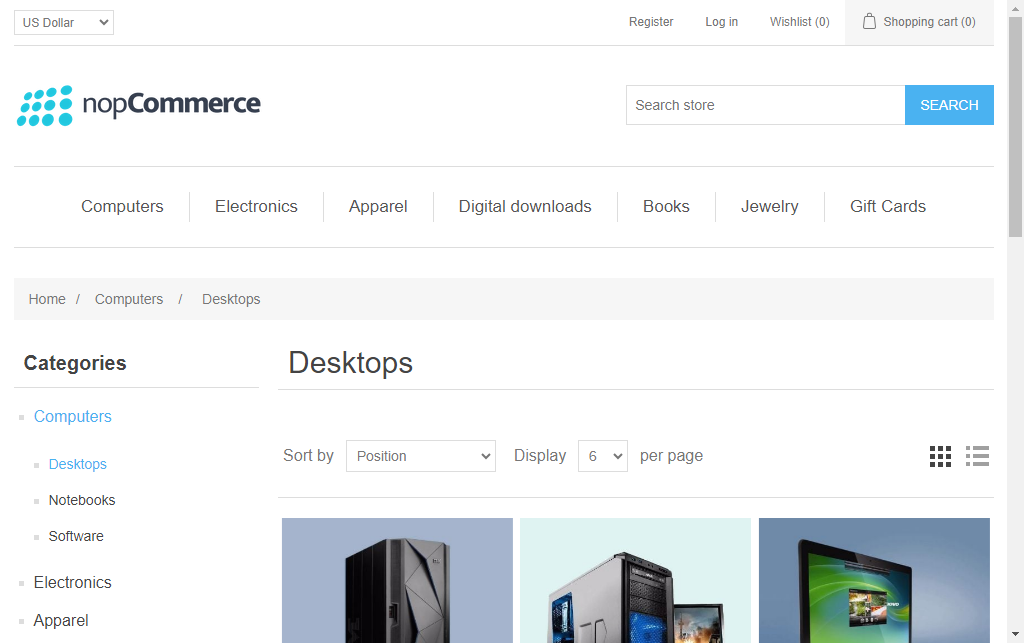 US Dollar
Register
Log in
Wishlist (0)
Shopping cart (0)
nopCommerce
Search store
SEARCH
Computers
Electronics
Apparel
Digital downloads
Books
Jewelry
Gift Cards
Home / Computers / Desktops
Categories
Computers
Desktops
Notebooks
Software
Electronics
Apparel
Desktops
Sort by Position Display 6 per page